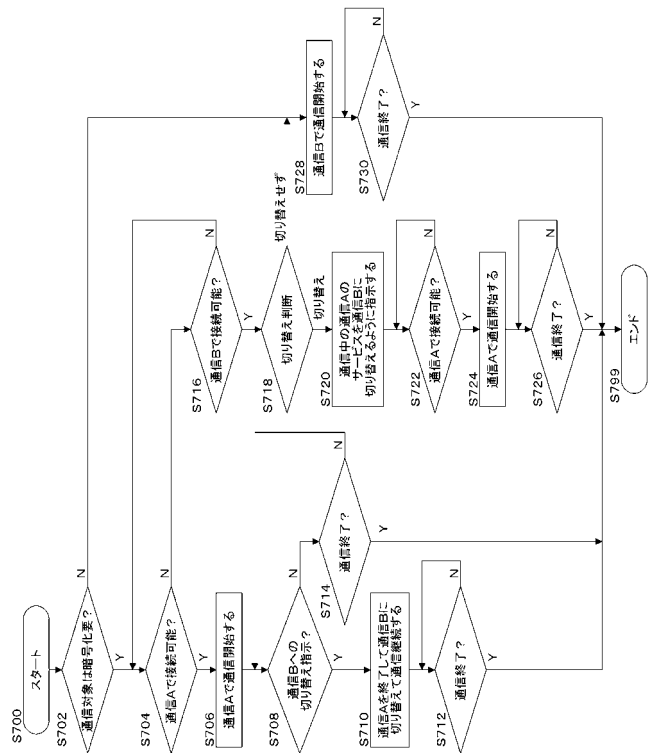 S700
スタート
S702
通信対象は暗号化要？
N
Y
S704
通信Aで接続可能？
N
Y
S706
通信Aで通信開始する
S708
通信Bへの
切り替え指示？
N
Y
S710
通信Aを終了して通信Bに
切り替えて通信継続する
S712
通信終了？
N
Y
S714
通信終了？
N
Y
S716
通信Bで接続可能？
N
Y
S718
切り替え判断
切り替えせず
切り替え
S720
通信中の通信Aの
サービスを通信Bに
切り替えるように指示する
S722
通信Aで接続可能？
N
Y
S724
通信Aで通信開始する
S726
通信終了？
N
Y
S728
通信Bで通信開始する
S730
通信終了？
N
Y
S799
エンド